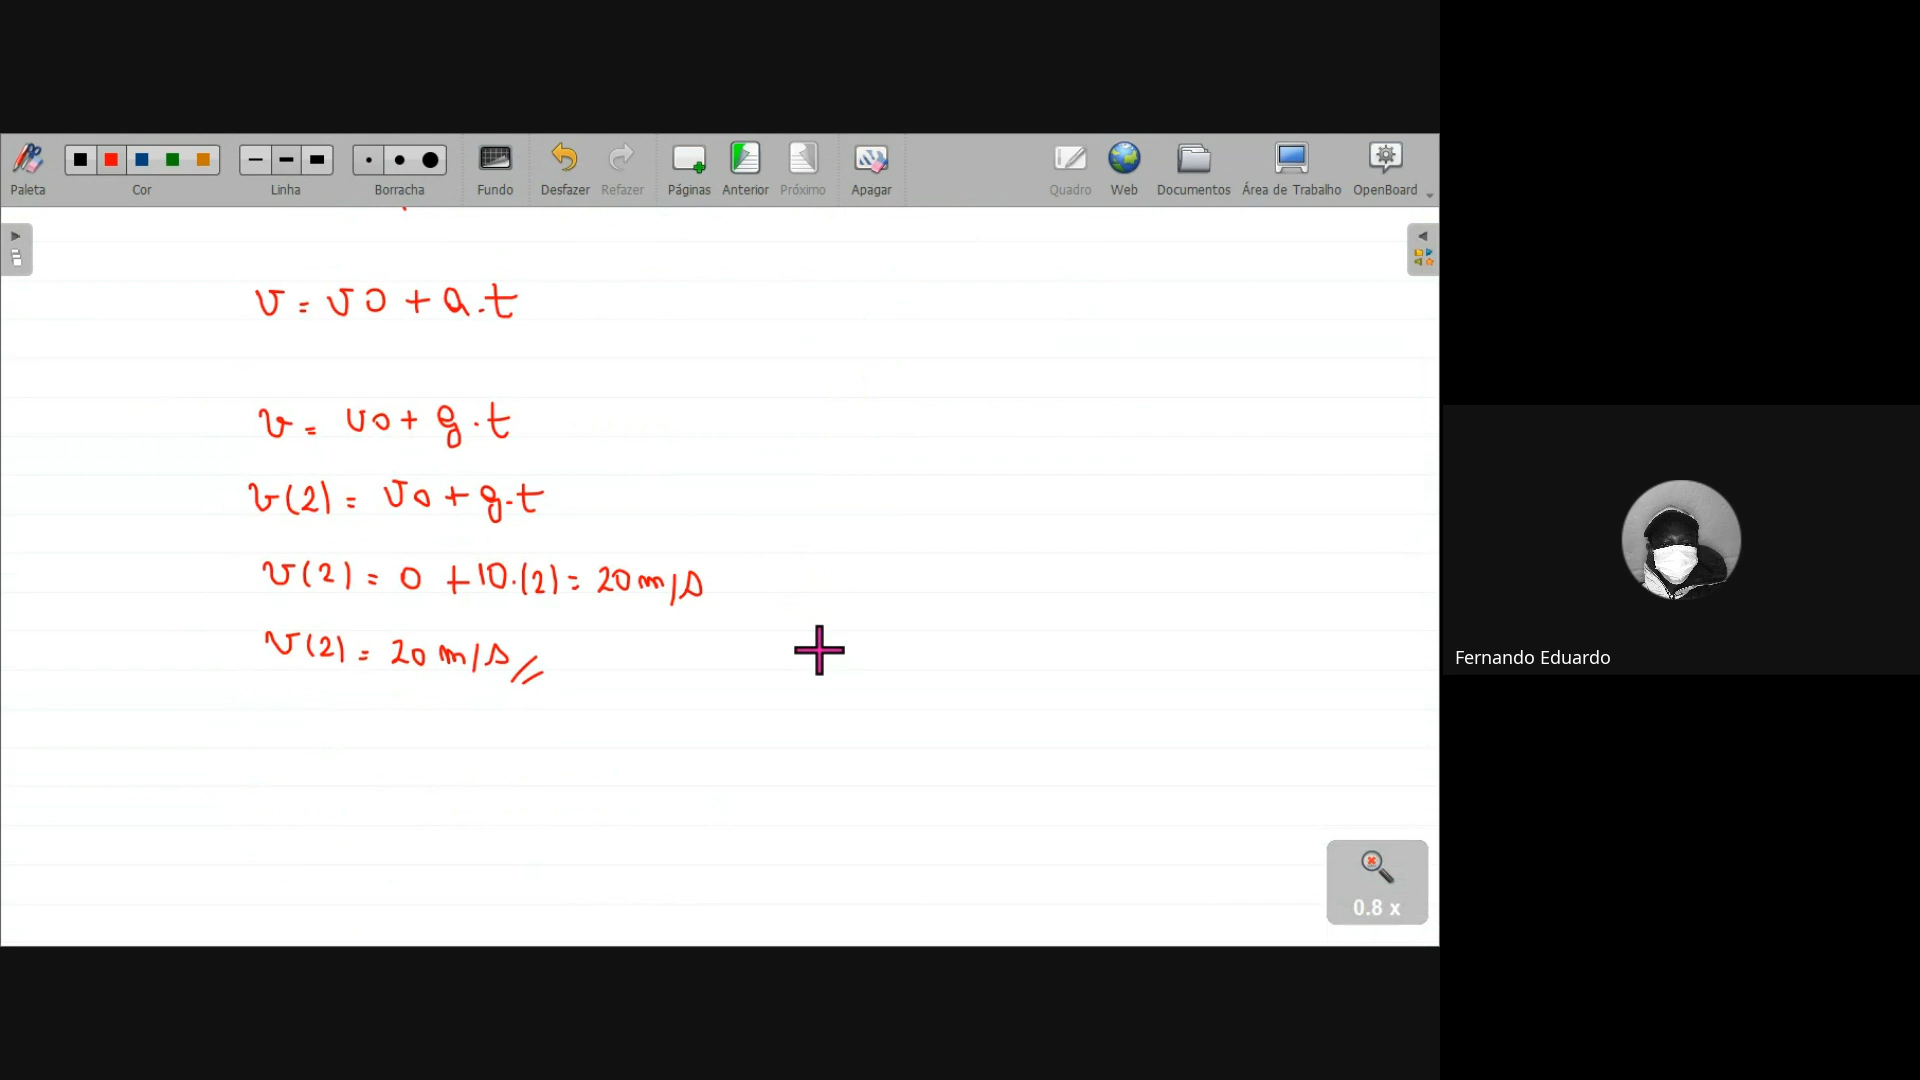 Paleta Cor Linha Borracha Fundo Desfazer Refazer Páginas Anterior Próximo Apagar Quadro Web Documentos Área de Trabalho OpenBoard
v = v0 + a.t
v = v0 + g.t
v(2) = v0 + g.t
v(2) = 0 + 10.(2) = 20 m/s
v(2) = 20 m/s //
Fernando Eduardo
0.8 x